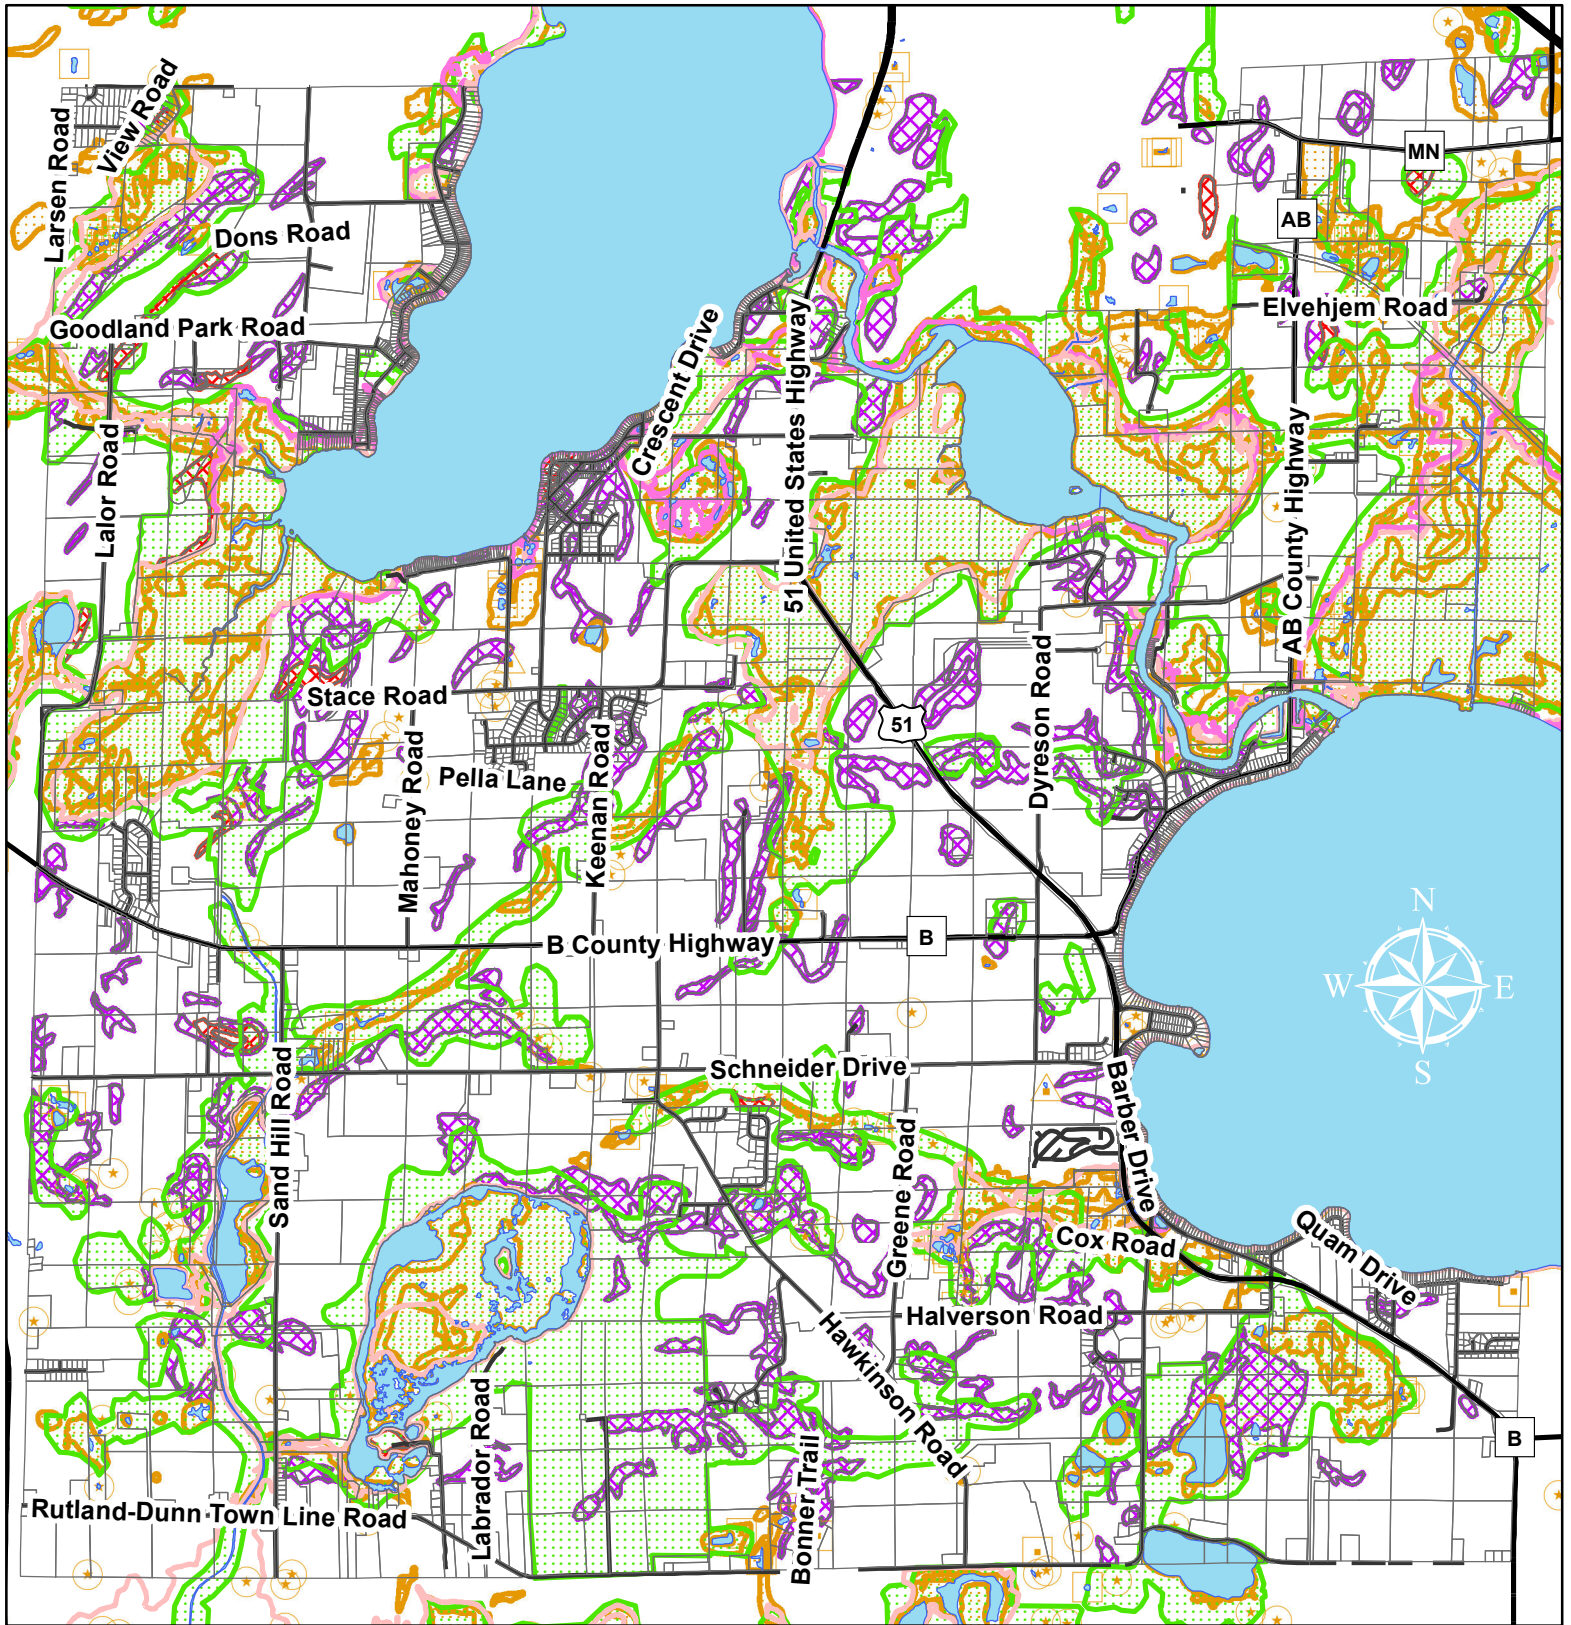 Larsen Road
View Road
MN
AB
Dons Road
Elvehjem Road
Goodland Park Road
Crescent Drive
51 United States Highway
Lalor Road
AB County Highway
Stace Road
51
Dyreson Road
Pella Lane
Mahoney Road
Keenan Road
B County Highway
B
N
W
E
S
Schneider Drive
Barber Drive
Sand Hill Road
Greene Road
Cox Road
Quam Drive
Halverson Road
Hawkinson Road
Labrador Road
Bonner Trail
B
Rutland-Dunn Town Line Road